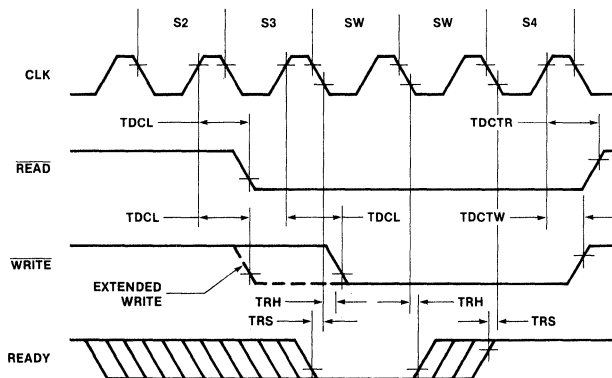 S2 S3 SW SW S4
CLK
TDCL TDCTR
READ
TDCL TDCL TDCTW
WRITE
EXTENDED
WRITE
TRH TRH
TRS TRS
READY